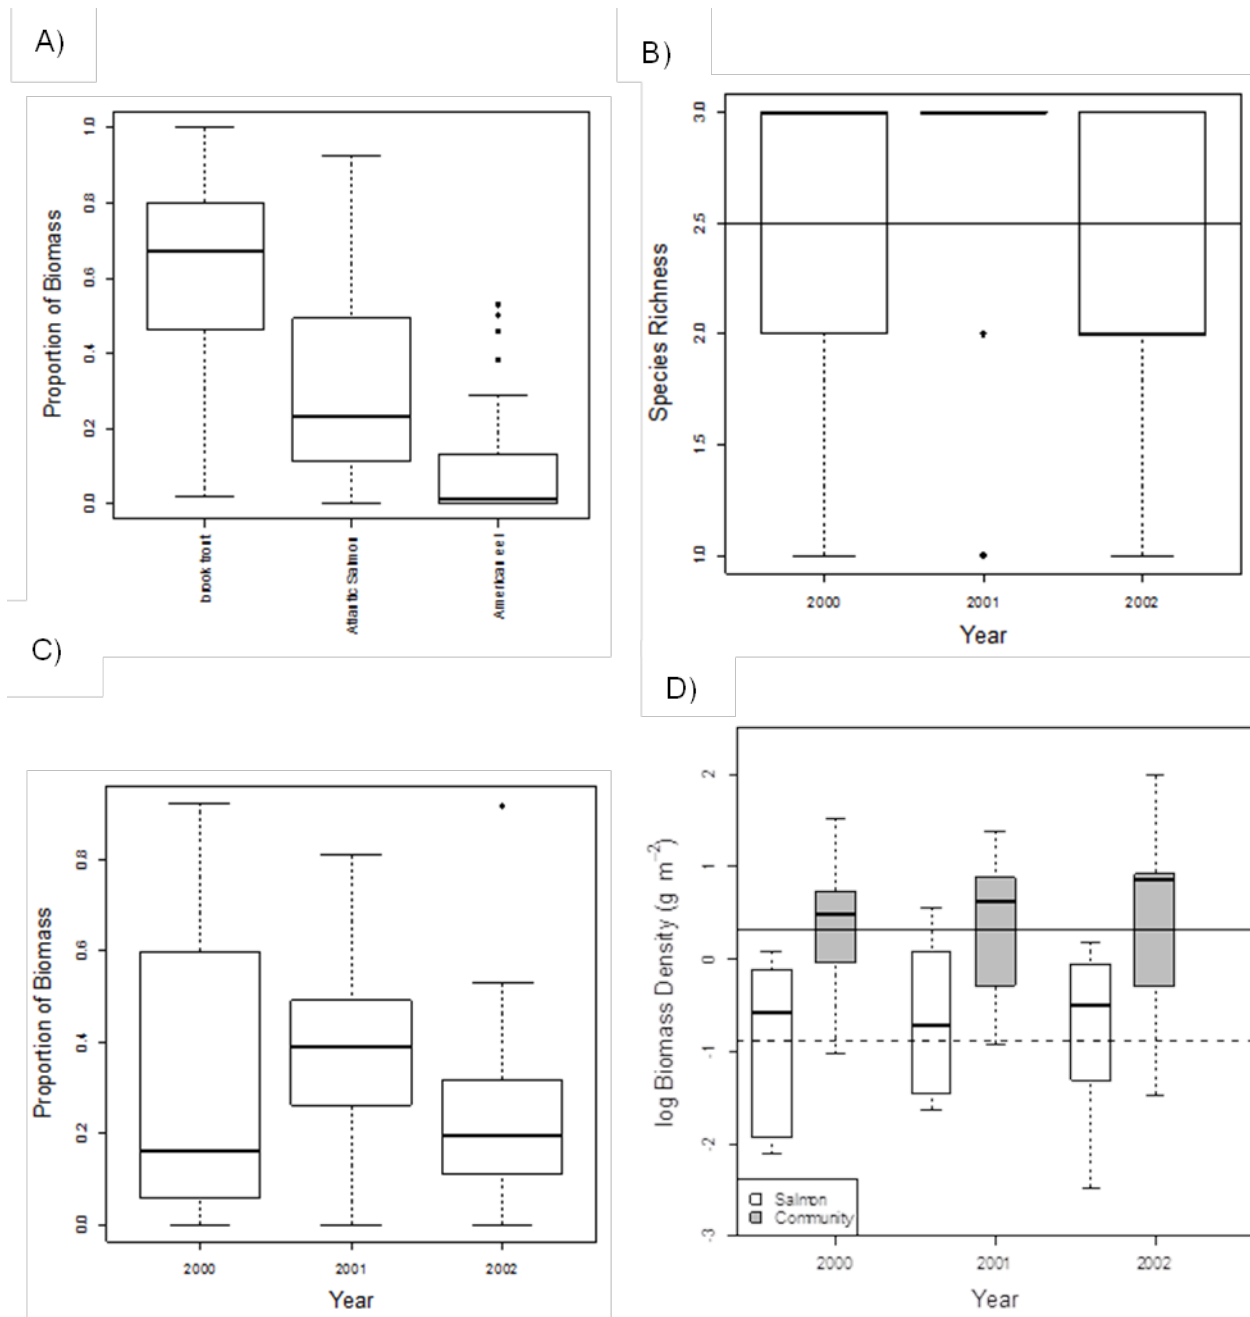 A)
Proportion of Biomass
1.0
0.8
0.6
0.4
0.2
0.0
brook trout
Atlantic Salmon
American eel
B)
Species Richness
3.0
2.5
2.0
1.5
1.0
2000
2001
2002
Year
C)
Proportion of Biomass
0.8
0.6
0.4
0.2
0.0
2000
2001
2002
Year
D)
log Biomass Density (g m⁻²)
2
1
0
-1
-2
-3
Salmon
Community
2000
2001
2002
Year